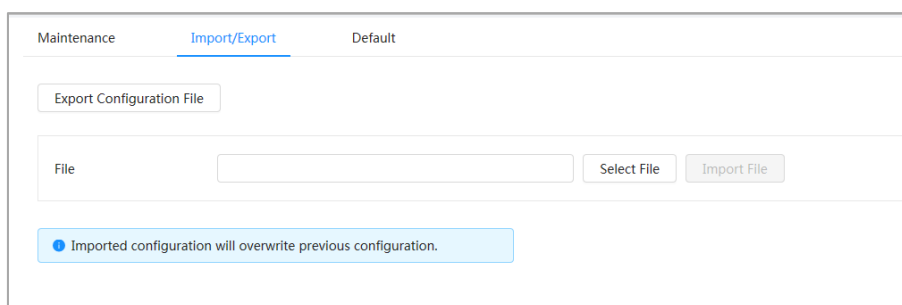 Maintenance Import/Export Default
Export Configuration File
File Select File Import File
Imported configuration will overwrite previous configuration.